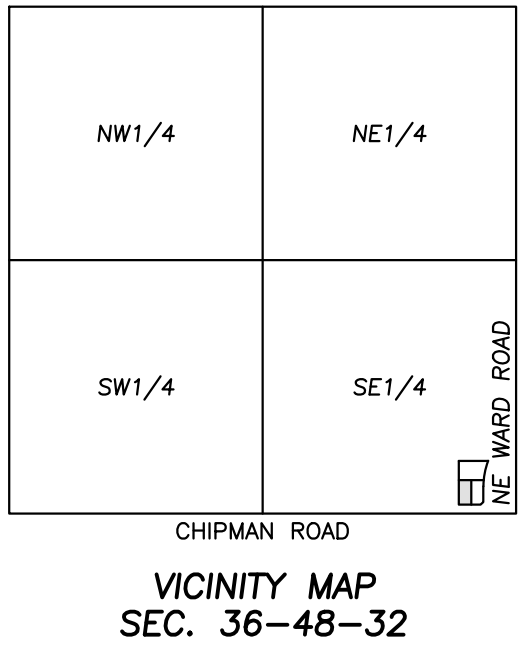 NW1/4
NE1/4
SW1/4
SE1/4
NE WARD ROAD
CHIPMAN ROAD
VICINITY MAP
SEC. 36-48-32